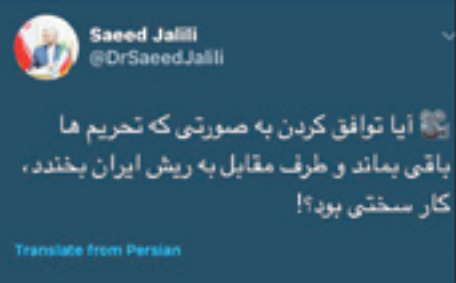 Saeed Jalili
@DrSaeedJalili
آیا توافق کردن به صورتی که تحریم ها
باقی بماند و طرف مقابل به ریش ایران بخندد،
کار سختی بود؟!
Translate from Persian